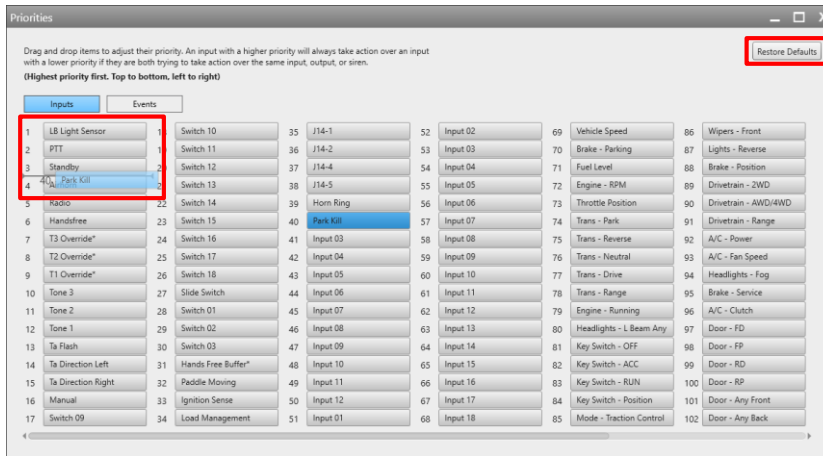 Priorities
Drag and drop items to adjust their priority. An input with a higher priority will always take action over an input
with a lower priority if they are both trying to take action over the same input, output, or siren.
(Highest priority first. Top to bottom, left to right)
Restore Defaults
Inputs
Events
1 LB Light Sensor
2 PTT
3 Standby
40 Park Kill
4
5 Radio
6 Handsfree
7 T3 Override*
8 T2 Override*
9 T1 Override*
10 Tone 3
11 Tone 2
12 Tone 1
13 Ta Flash
14 Ta Direction Left
15 Ta Direction Right
16 Manual
17 Switch 09
Switch 10
Switch 11
Switch 12
Switch 13
22 Switch 14
23 Switch 15
24 Switch 16
25 Switch 17
26 Switch 18
27 Slide Switch
28 Switch 01
29 Switch 02
30 Switch 03
31 Hands Free Buffer*
32 Paddle Moving
33 Ignition Sense
34 Load Management
35 J14-1
36 J14-2
37 J14-4
38 J14-5
39 Horn Ring
40 Park Kill
41 Input 03
42 Input 04
43 Input 05
44 Input 06
45 Input 07
46 Input 08
47 Input 09
48 Input 10
49 Input 11
50 Input 12
51 Input 01
52 Input 02
53 Input 03
54 Input 04
55 Input 05
56 Input 06
57 Input 07
58 Input 08
59 Input 09
60 Input 10
61 Input 11
62 Input 12
63 Input 13
64 Input 14
65 Input 15
66 Input 16
67 Input 17
68 Input 18
69 Vehicle Speed
70 Brake - Parking
71 Fuel Level
72 Engine - RPM
73 Throttle Position
74 Trans - Park
75 Trans - Reverse
76 Trans - Neutral
77 Trans - Drive
78 Trans - Range
79 Engine - Running
80 Headlights - L Beam Any
81 Key Switch - OFF
82 Key Switch - ACC
83 Key Switch - RUN
84 Key Switch - Position
85 Mode - Traction Control
86 Wipers - Front
87 Lights - Reverse
88 Brake - Position
89 Drivetrain - 2WD
90 Drivetrain - AWD/4WD
91 Drivetrain - Range
92 A/C - Power
93 A/C - Fan Speed
94 Headlights - Fog
95 Brake - Service
96 A/C - Clutch
97 Door - FD
98 Door - FP
99 Door - RD
100 Door - RP
101 Door - Any Front
102 Door - Any Back